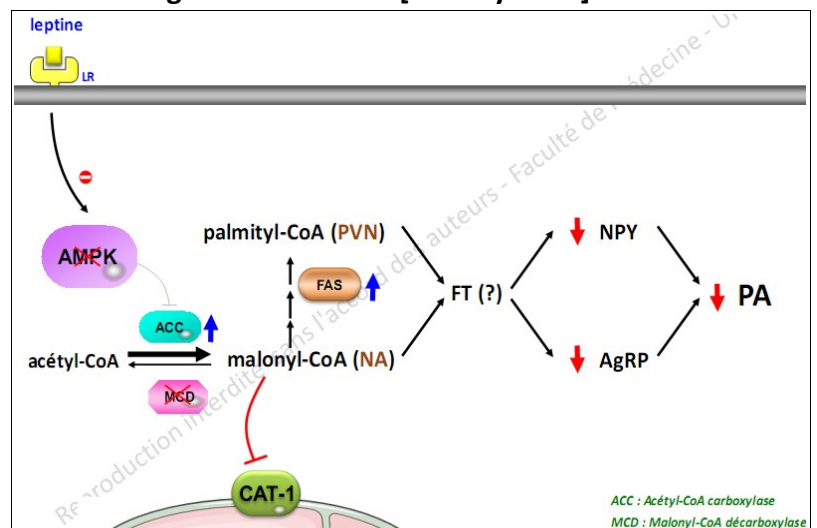 leptine
LR
palmityl-CoA (PVN)
NPY
AMPK
FAS
FT (?)
PA
ACC
acétyl-CoA
malonyl-CoA (NA)
AgRP
MCD
CAT-1
ACC : Acétyl-CoA carboxylase
MCD : Malonyl-CoA décarboxylase
Reproduction interdite sans l'accord des auteurs - Faculté de Médecine -